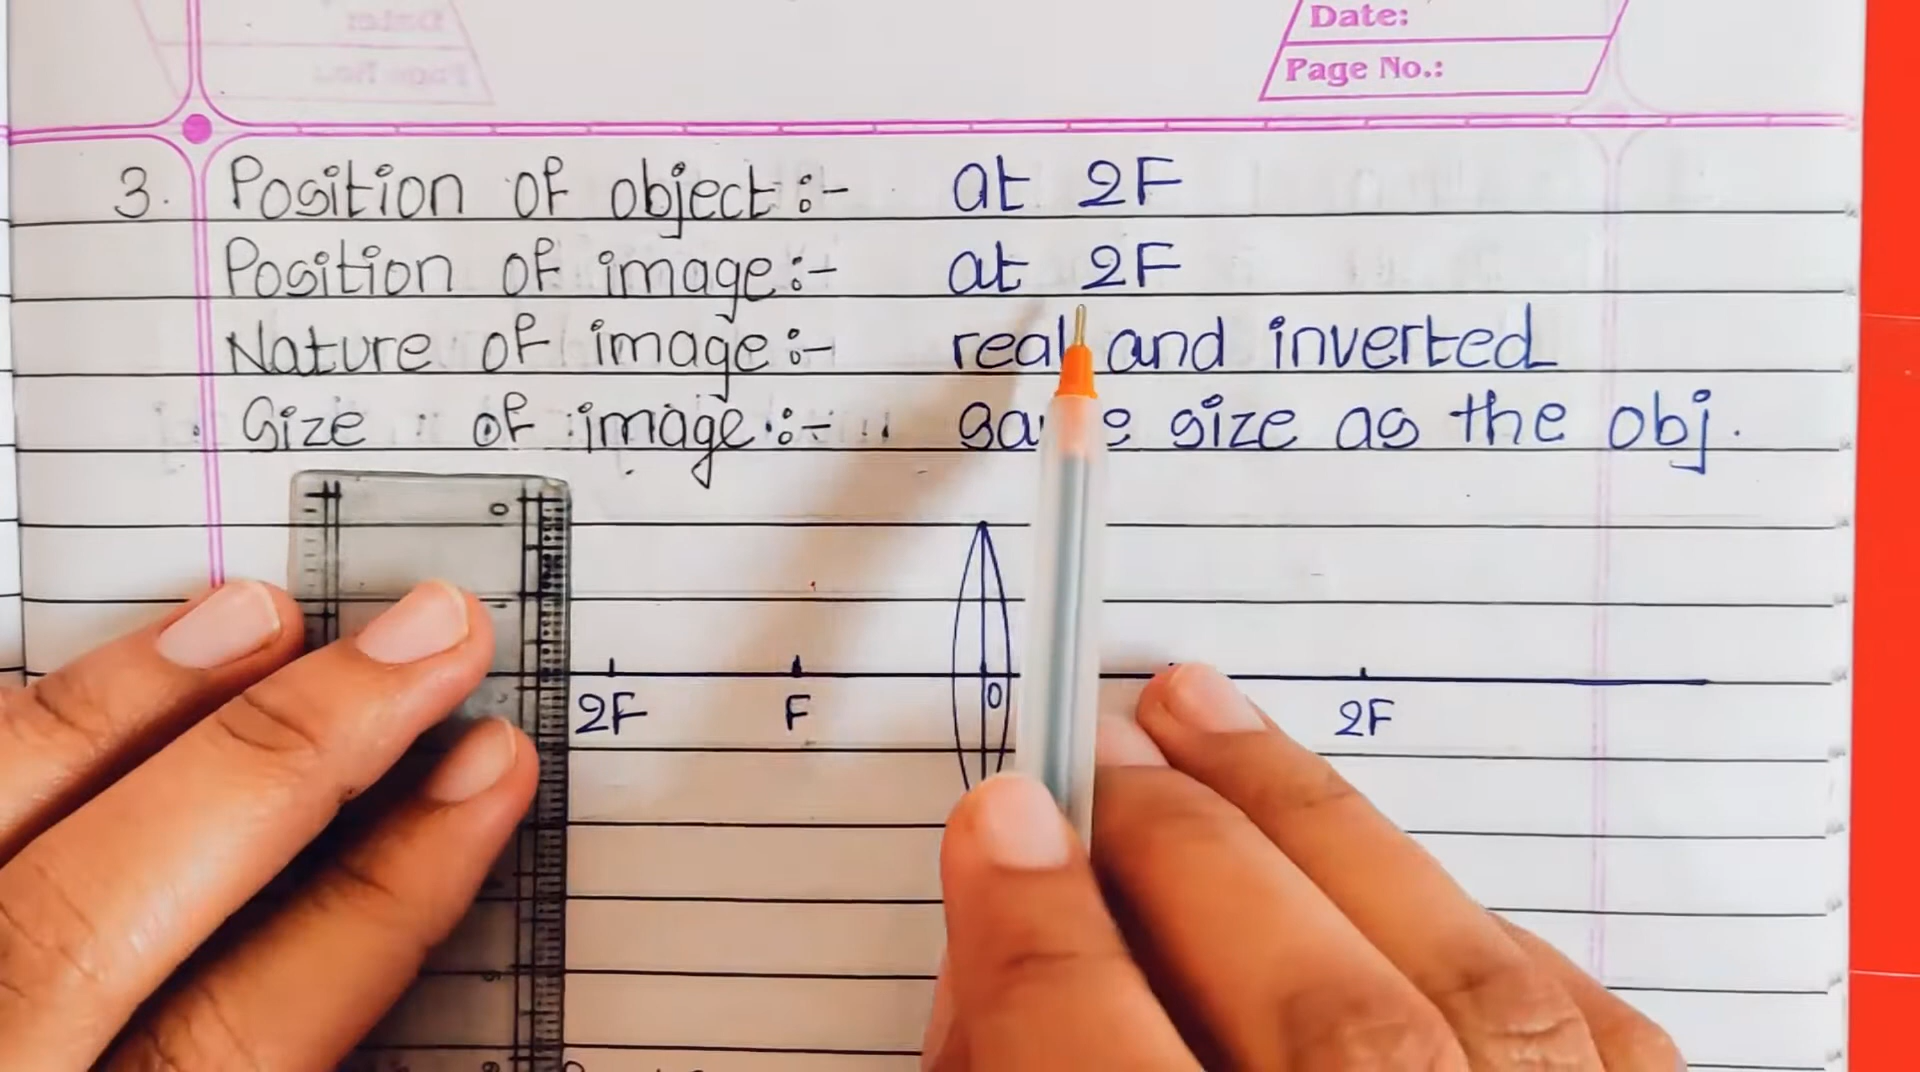 Date:
Page No.:
3. Position of object:- at 2F
Position of image:- at 2F
Nature of image:- real and inverted
Size of image:- size as the obj.
2F F O 2F